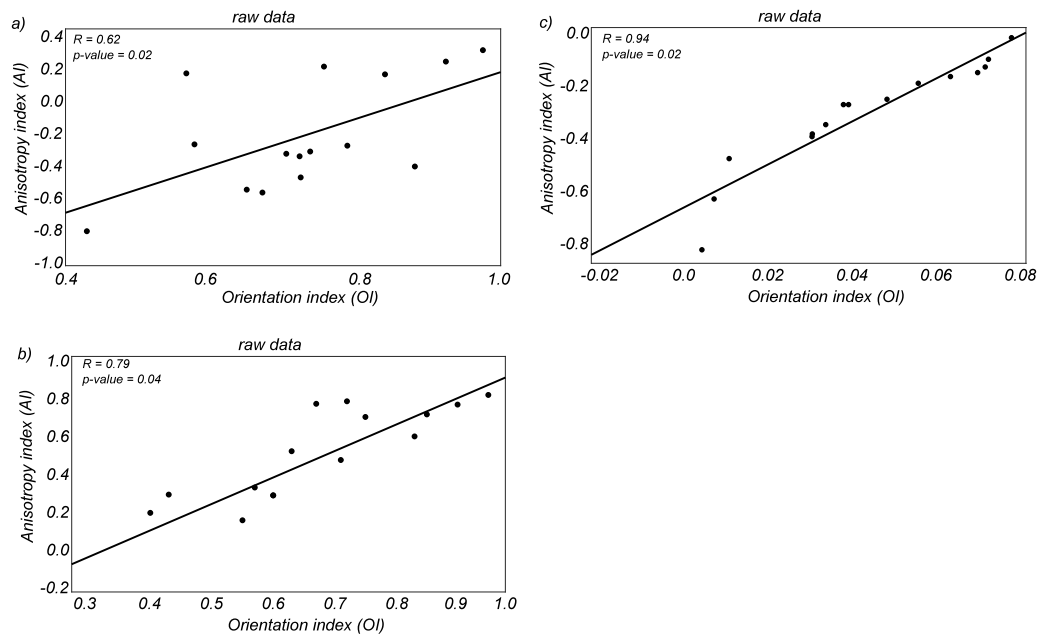 a)
raw data
R = 0.62
p-value = 0.02
Anisotropy index (AI)
0.4
0.2
0.0
-0.2
-0.4
-0.6
-0.8
-1.0
0.4 0.6 0.8 1.0
Orientation index (OI)
c)
raw data
R = 0.94
p-value = 0.02
Anisotropy index (AI)
0.0
-0.2
-0.4
-0.6
-0.8
-0.02 0.0 0.02 0.04 0.06 0.08
Orientation index (OI)
b)
raw data
R = 0.79
p-value = 0.04
Anisotropy index (AI)
1.0
0.8
0.6
0.4
0.2
0.0
-0.2
0.3 0.4 0.5 0.6 0.7 0.8 0.9 1.0
Orientation index (OI)